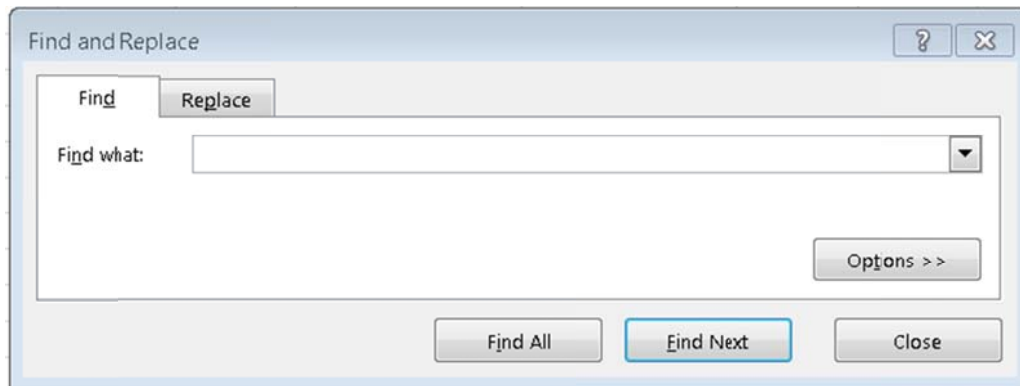 Find and Replace
Find
Replace
Find what:
Options >>
Find All
Find Next
Close